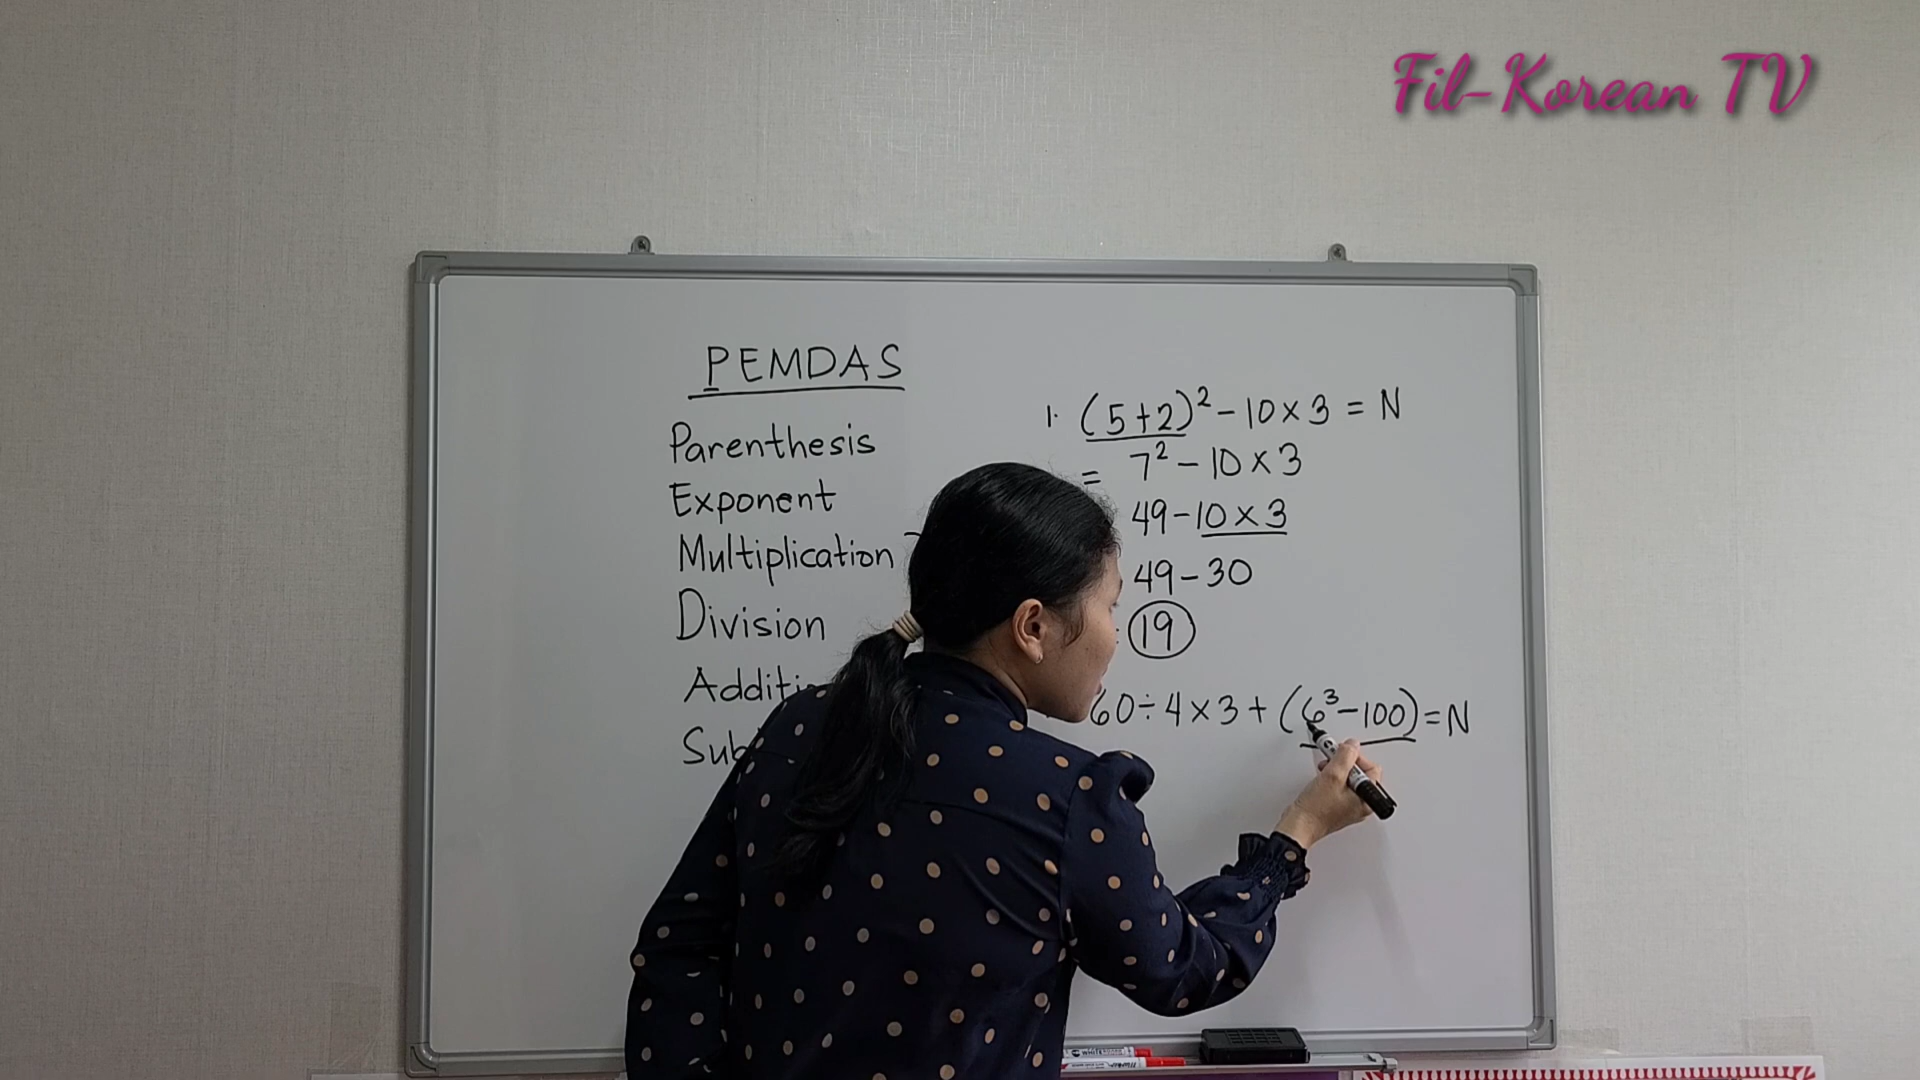 Fil-Korean TV
PEMDAS
Parenthesis
Exponent
Multiplication
Division
1. (5+2)² - 10 × 3 = N
= 7² - 10 × 3
49 - 10 × 3
49 - 30
19
60 ÷ 4 × 3 + (6³ - 100) = N